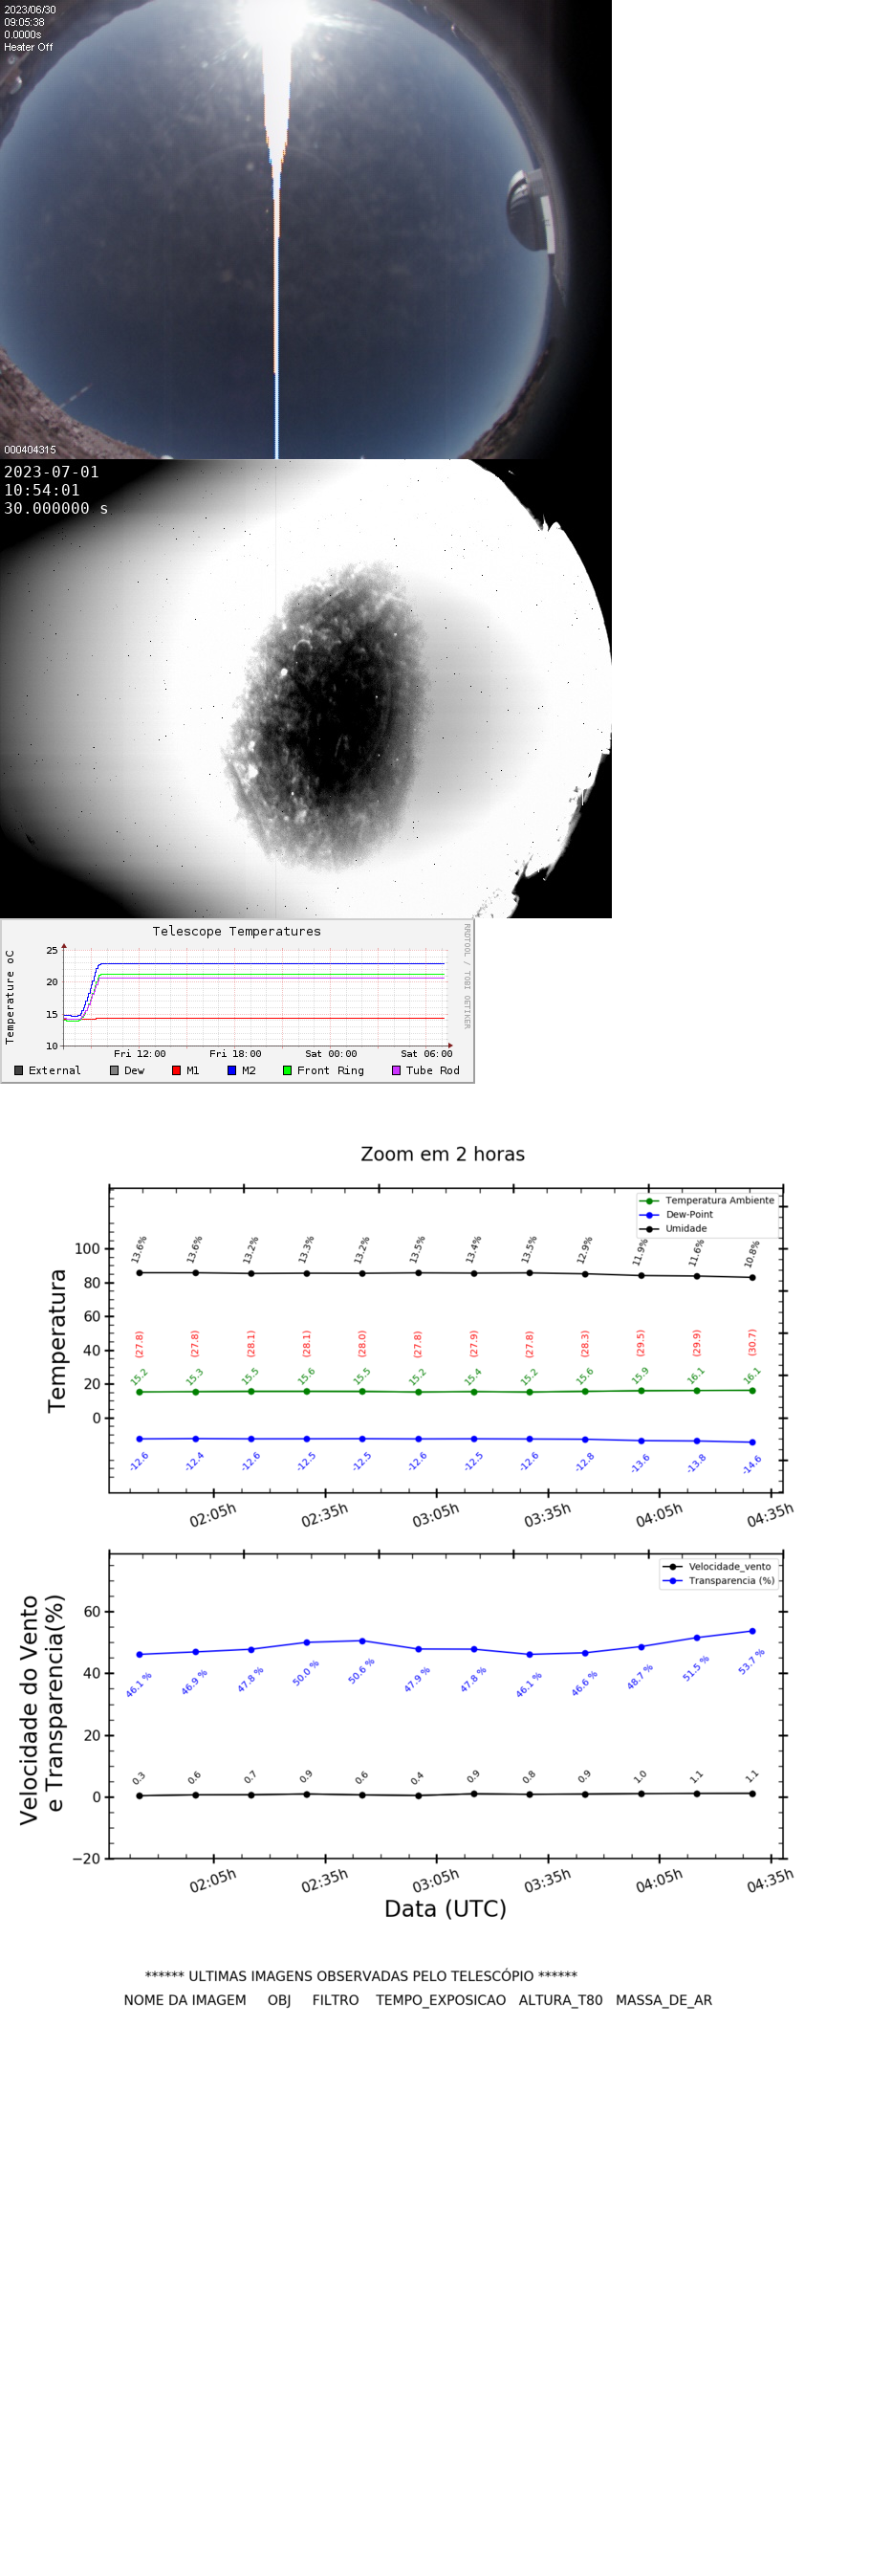 2023/06/30
09:05:38
0.0000s
Heater Off
000404315
2023-07-01
10:54:01
30.000000 s
Telescope Temperatures
RRDTOOL / TOBI OETIKER
Temperature oC
25
20
15
10
Fri 12:00 Fri 18:00 Sat 00:00 Sat 06:00
External Dew M1 M2 Front Ring Tube Rod
Zoom em 2 horas
Temperatura Ambiente
Dew-Point
Umidade
Temperatura
100
80
60
40
20
0
13.6% 13.6% 13.2% 13.3% 13.2% 13.5% 13.4% 13.5% 12.9% 11.9% 11.6% 10.8%
(27.8) (27.8) (28.1) (28.1) (28.0) (27.8) (27.9) (27.8) (28.3) (29.5) (29.9) (30.7)
15.2 15.3 15.5 15.6 15.5 15.2 15.4 15.2 15.6 15.9 16.1 16.1
-12.6 -12.4 -12.6 -12.5 -12.5 -12.6 -12.5 -12.6 -12.8 -13.6 -13.8 -14.6
02:05h 02:35h 03:05h 03:35h 04:05h 04:35h
Velocidade_vento
Transparencia (%)
Velocidade do Vento
e Transparencia(%)
60
40
20
0
−20
46.1 % 46.9 % 47.8 % 50.0 % 50.6 % 47.9 % 47.8 % 46.1 % 46.6 % 48.7 % 51.5 % 53.7 %
0.3 0.6 0.7 0.9 0.6 0.4 0.9 0.8 0.9 1.0 1.1 1.1
02:05h 02:35h 03:05h 03:35h 04:05h 04:35h
Data (UTC)
****** ULTIMAS IMAGENS OBSERVADAS PELO TELESCÓPIO ******
NOME DA IMAGEM OBJ FILTRO TEMPO_EXPOSICAO ALTURA_T80 MASSA_DE_AR